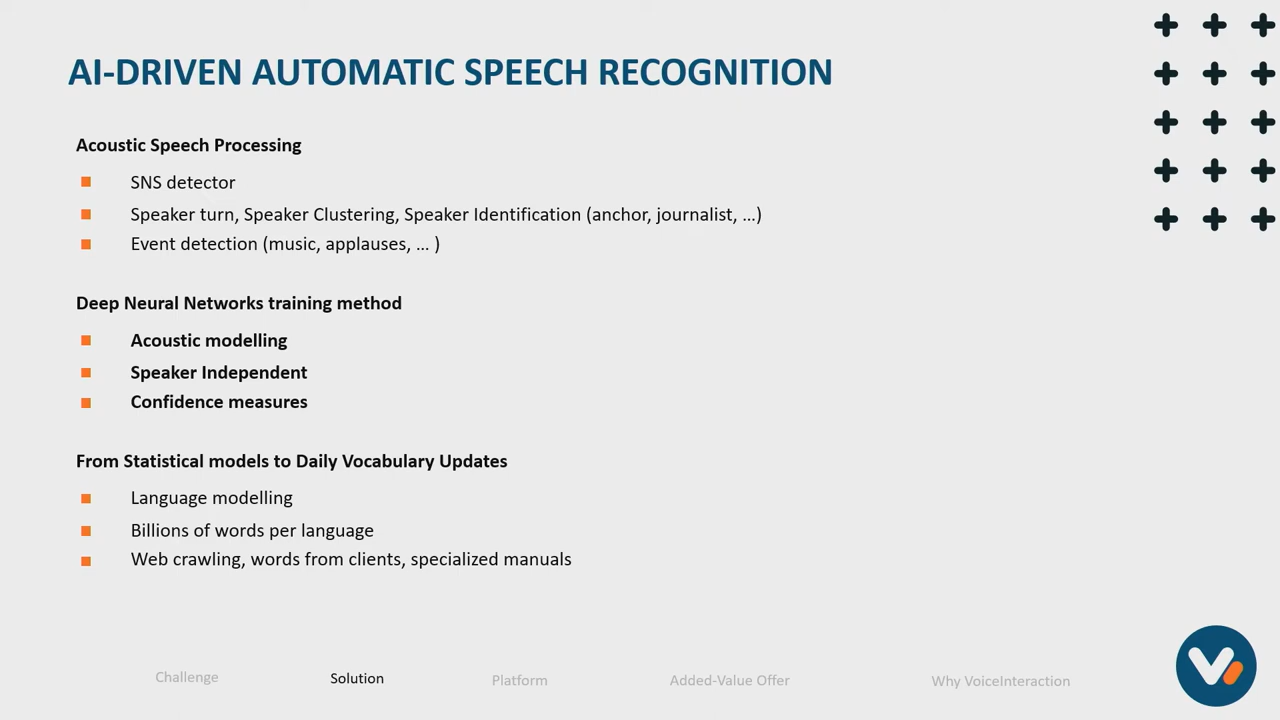 AI-DRIVEN AUTOMATIC SPEECH RECOGNITION
Acoustic Speech Processing
SNS detector
Speaker turn, Speaker Clustering, Speaker Identification (anchor, journalist, ...)
Event detection (music, applauses, ... )
Deep Neural Networks training method
Acoustic modelling
Speaker Independent
Confidence measures
From Statistical models to Daily Vocabulary Updates
Language modelling
Billions of words per language
Web crawling, words from clients, specialized manuals
Challenge
Solution
Platform
Added-Value Offer
Why VoiceInteraction